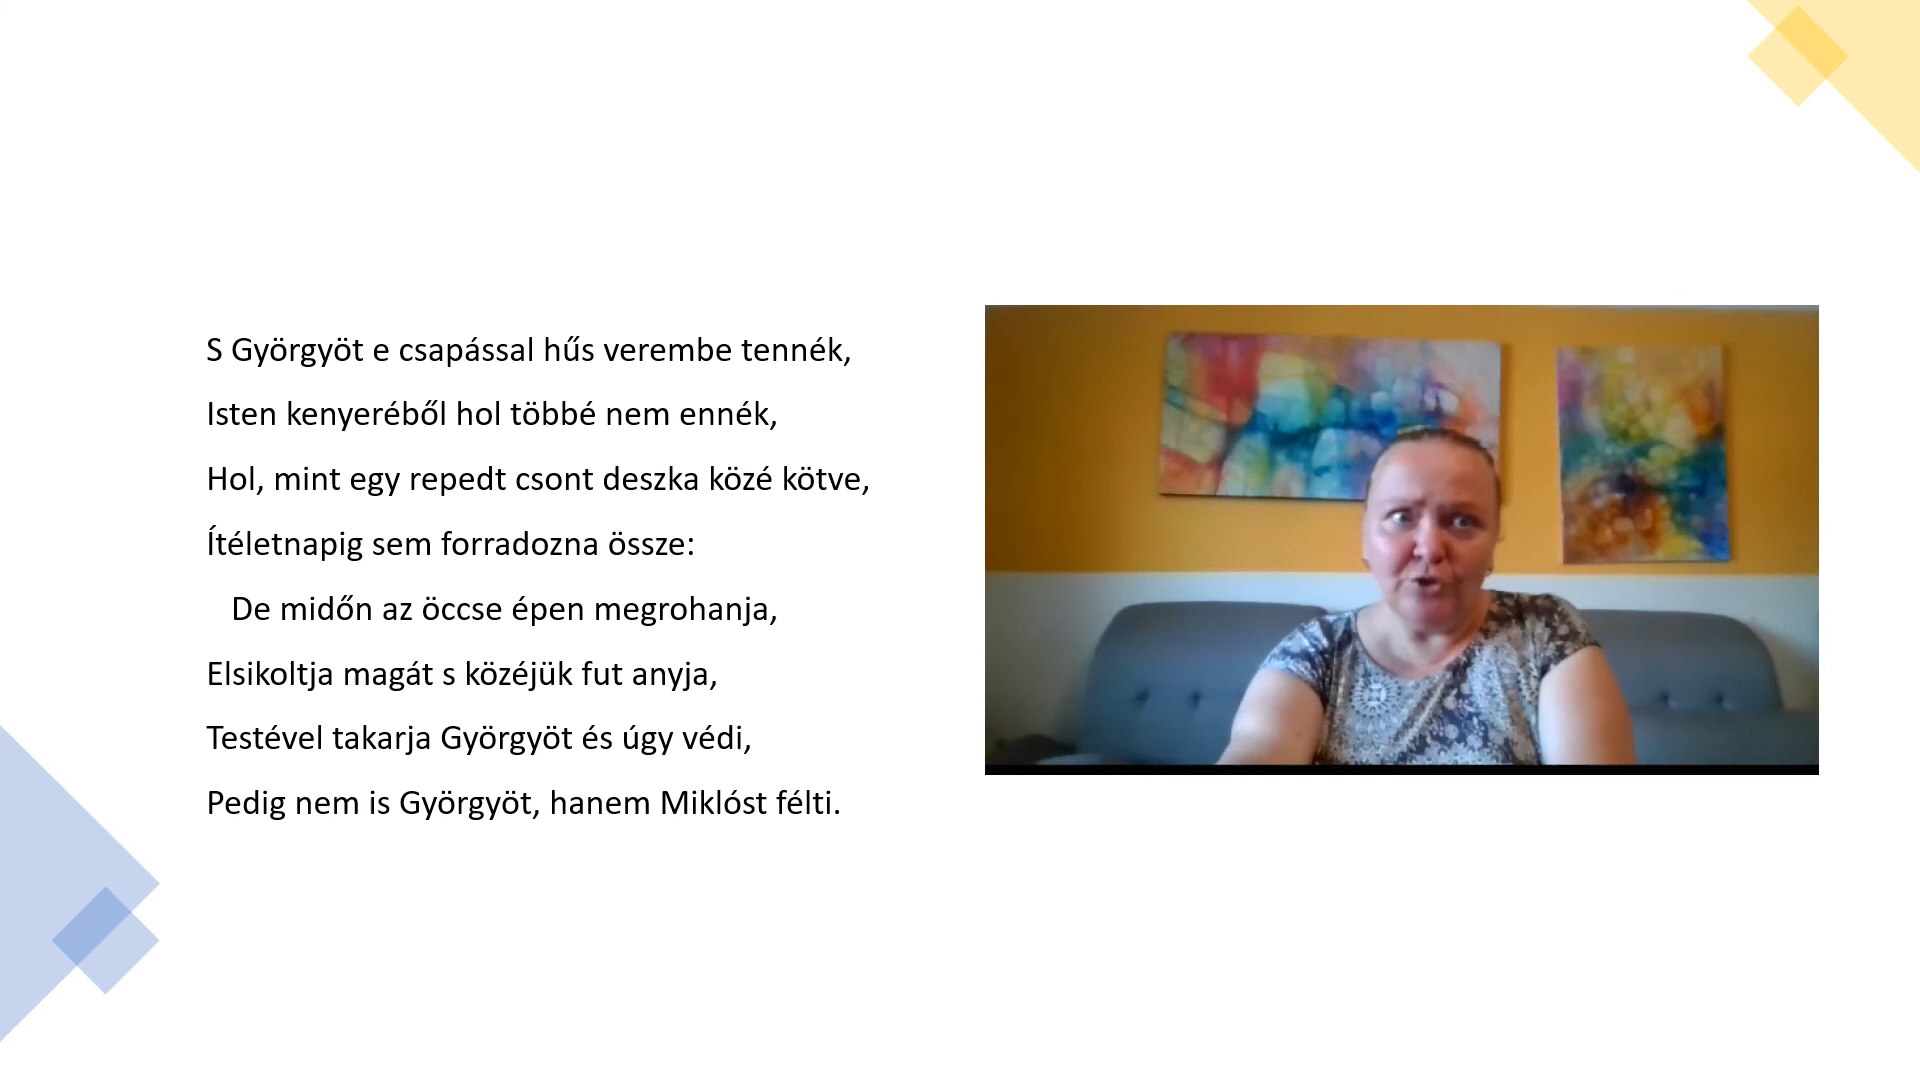 S Györgyöt e csapással hűs verembe tennék,
Isten kenyeréből hol többé nem ennék,
Hol, mint egy repedt csont deszka közé kötve,
Ítéletnapig sem forradozna össze:
De midőn az öccse épen megrohanja,
Elsikoltja magát s közéjük fut anyja,
Testével takarja Györgyöt és úgy védi,
Pedig nem is Györgyöt, hanem Miklóst félti.